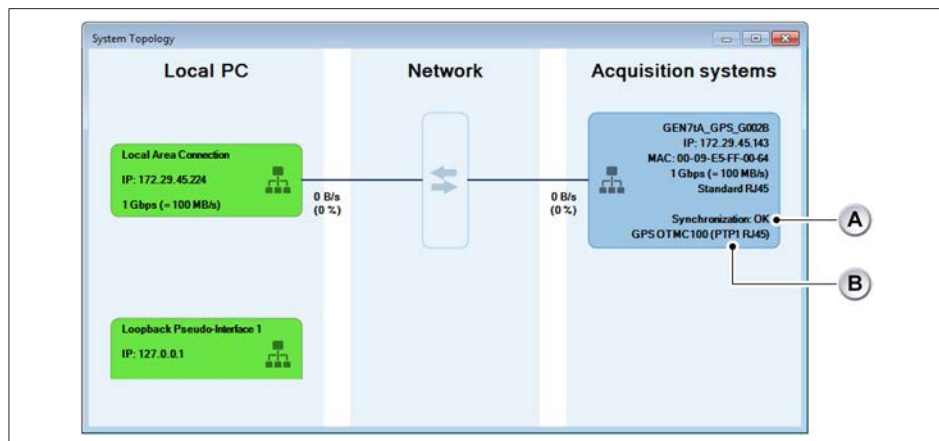 System Topology
Local PC
Network
Acquisition systems
Local Area Connection
IP: 172.29.45.224
1 Gbps (= 100 MB/s)
0 B/s
(0 %)
0 B/s
(0 %)
GEN7tA_GPS_G002B
IP: 172.29.45.143
MAC: 00-09-E5-FF-00-64
1 Gbps (= 100 MB/s)
Standard RJ45
Synchronization: OK
GPS OTMC100 (PTP1 RJ45)
A
B
Loopback Pseudo-Interface 1
IP: 127.0.0.1